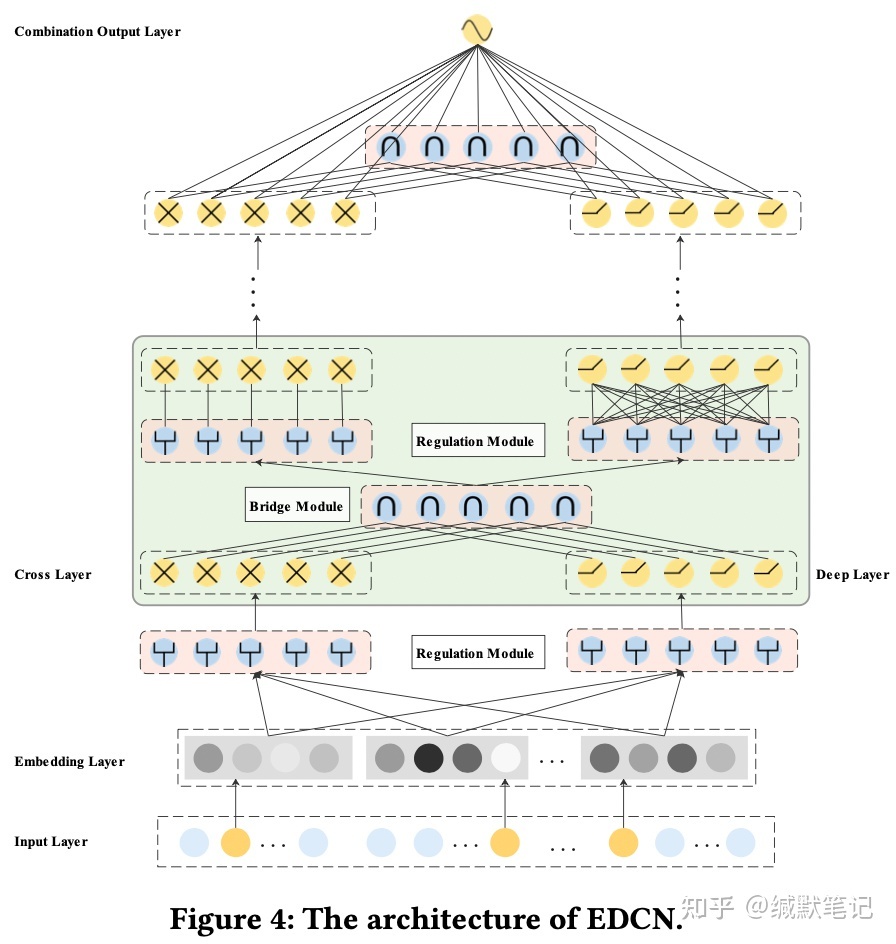 Combination Output Layer
Regulation Module
Bridge Module
Cross Layer
Deep Layer
Regulation Module
Embedding Layer
...
Input Layer
... ... ... ...
Figure 4: The architecture of EDCN.
知乎 @缄默笔记